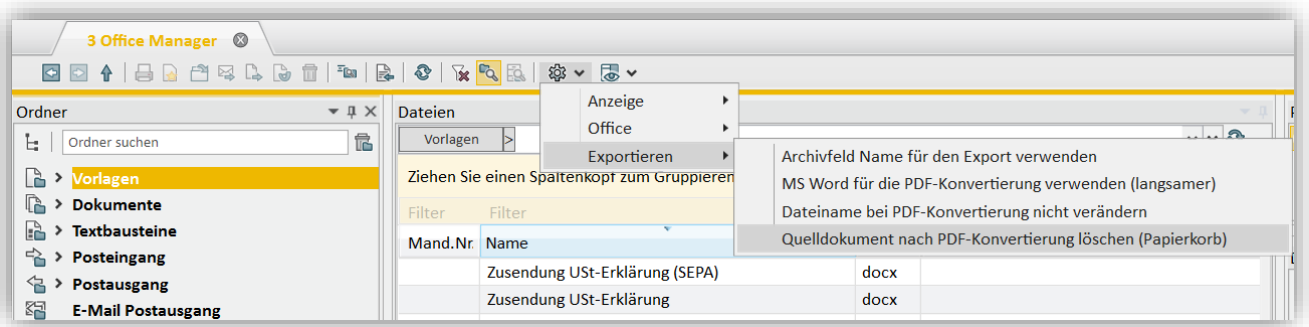 3 Office Manager
Ordner
Dateien
Anzeige
Office
Exportieren
Ordner suchen
Vorlagen
Archivfeld Name für den Export verwenden
MS Word für die PDF-Konvertierung verwenden (langsamer)
Dateiname bei PDF-Konvertierung nicht verändern
Quelldokument nach PDF-Konvertierung löschen (Papierkorb)
Vorlagen
Dokumente
Textbausteine
Posteingang
Postausgang
E-Mail Postausgang
Ziehen Sie einen Spaltenkopf zum Gruppieren
Filter Filter
Mand.Nr. Name
Zusendung USt-Erklärung (SEPA) docx
Zusendung USt-Erklärung docx